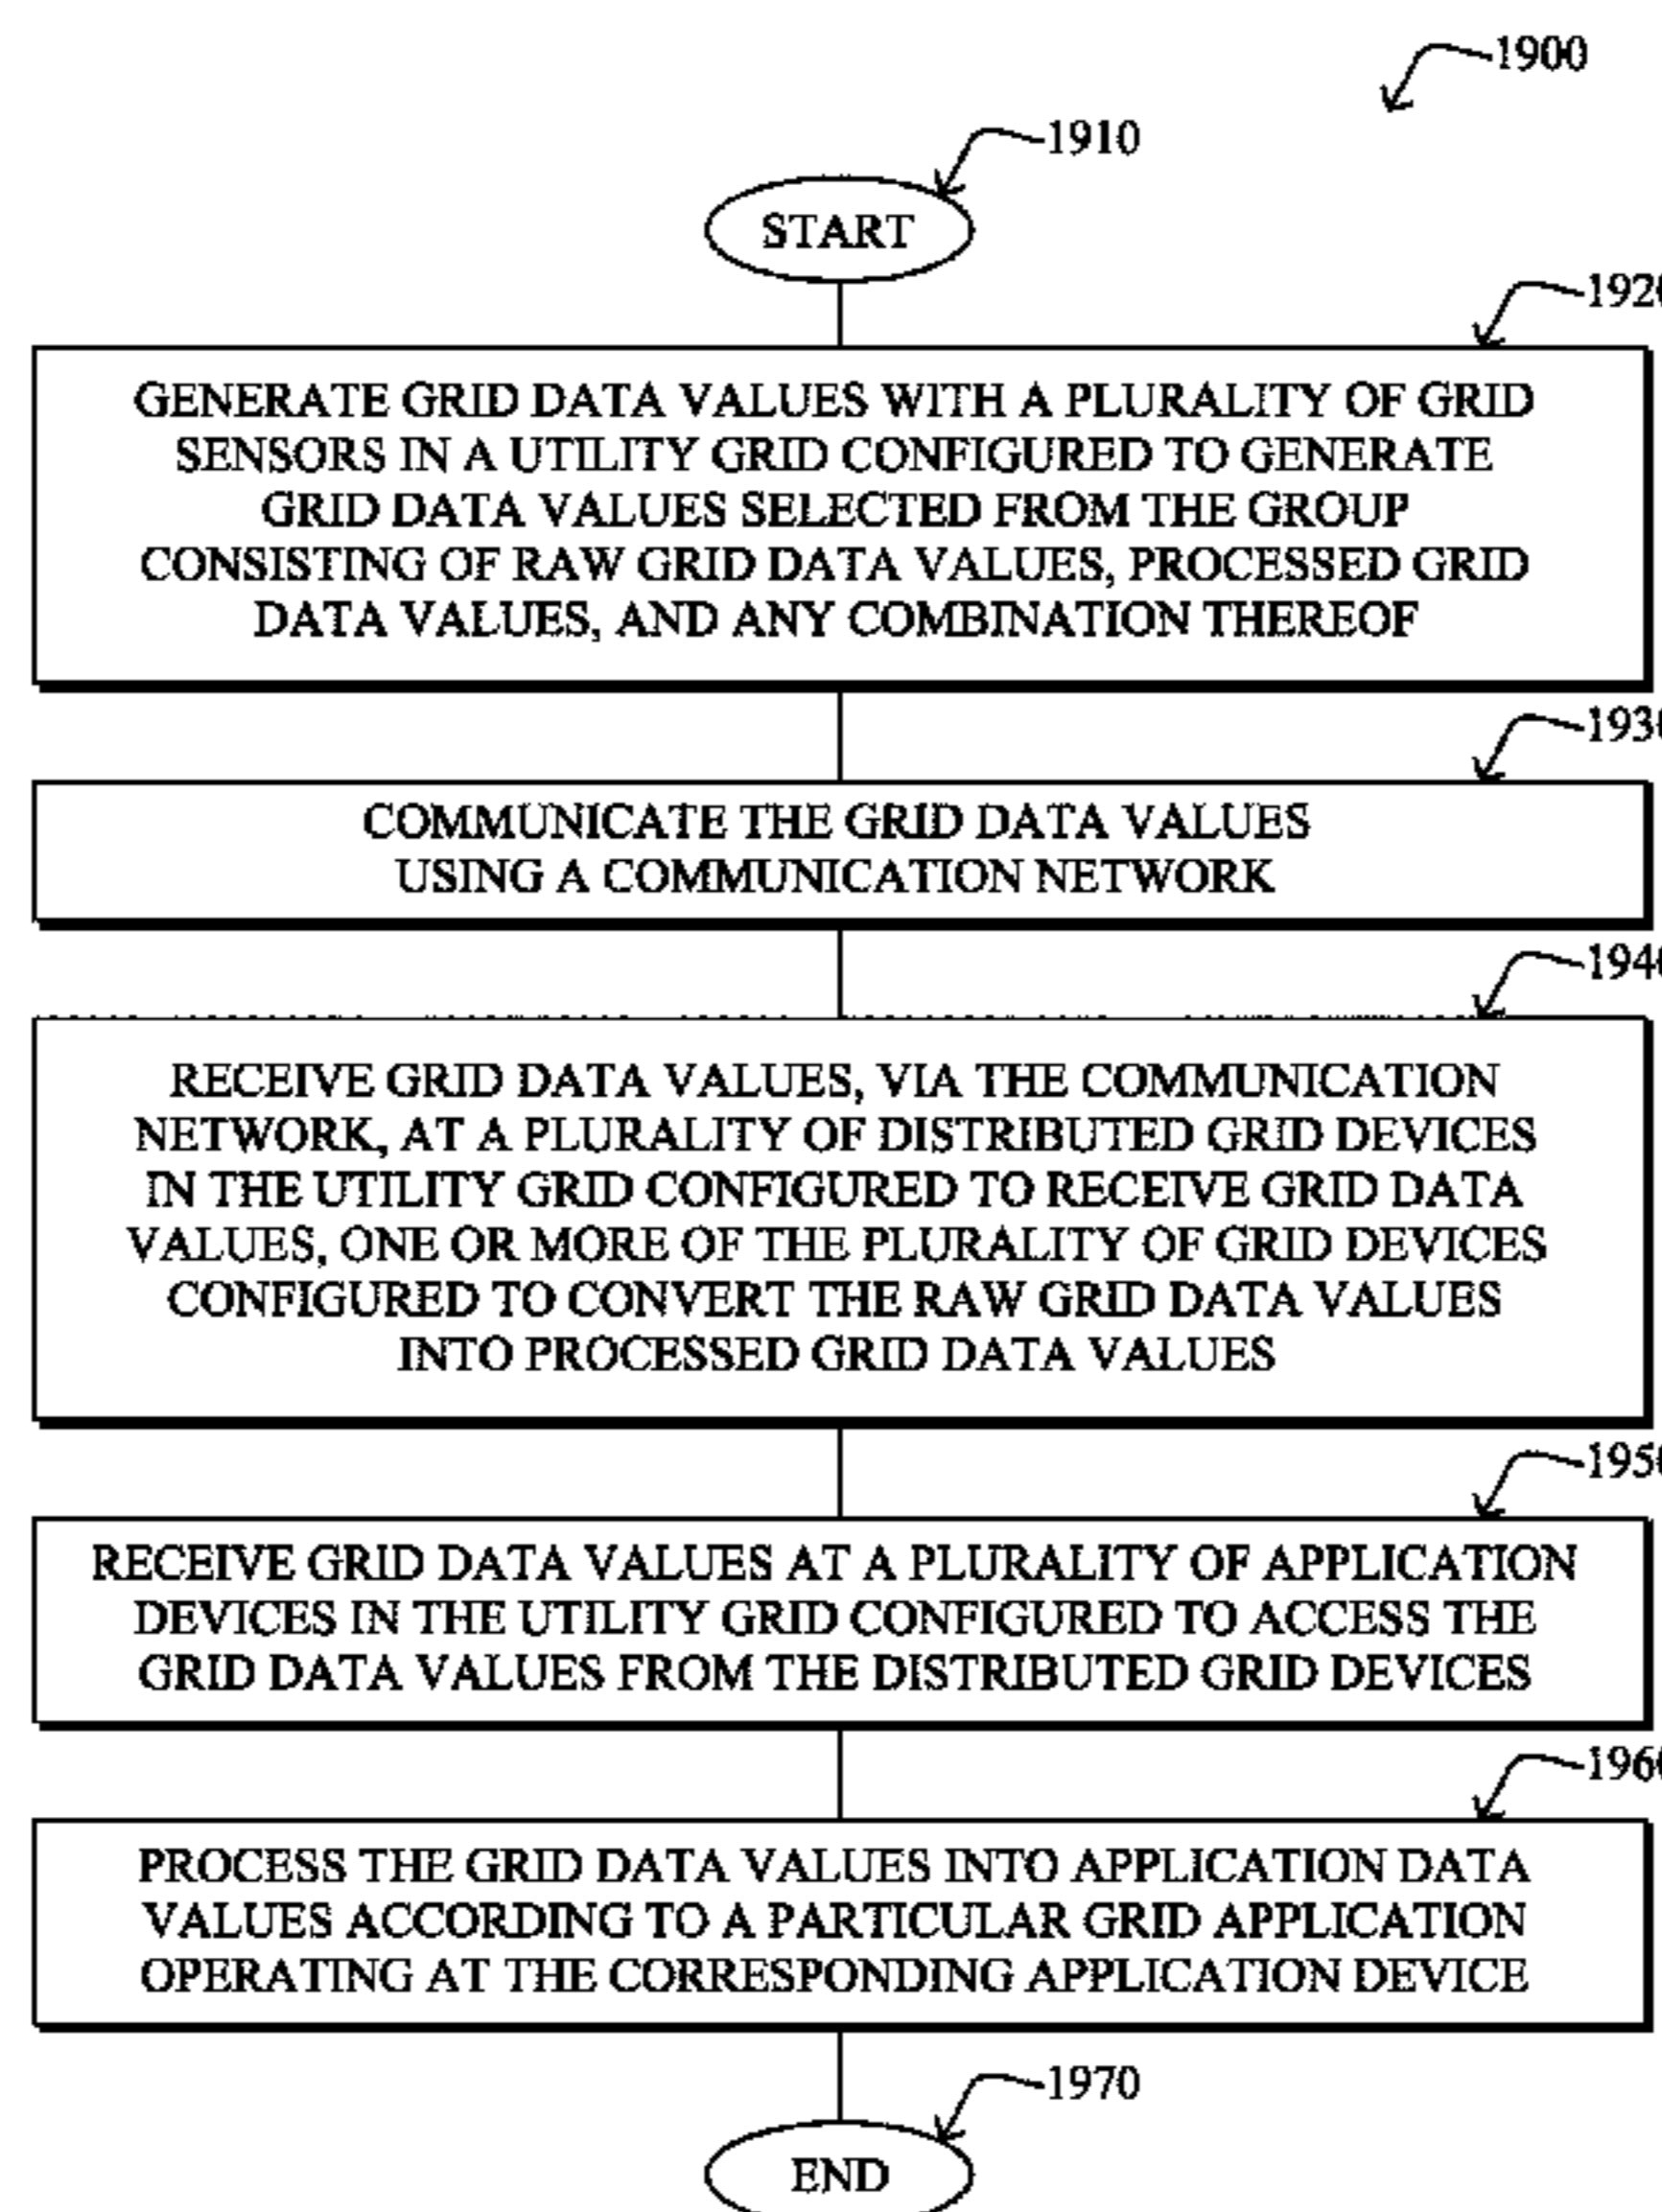 1900
1910
START
1920
GENERATE GRID DATA VALUES WITH A PLURALITY OF GRID
SENSORS IN A UTILITY GRID CONFIGURED TO GENERATE
GRID DATA VALUES SELECTED FROM THE GROUP
CONSISTING OF RAW GRID DATA VALUES, PROCESSED GRID
DATA VALUES, AND ANY COMBINATION THEREOF
1930
COMMUNICATE THE GRID DATA VALUES
USING A COMMUNICATION NETWORK
1940
RECEIVE GRID DATA VALUES, VIA THE COMMUNICATION
NETWORK, AT A PLURALITY OF DISTRIBUTED GRID DEVICES
IN THE UTILITY GRID CONFIGURED TO RECEIVE GRID DATA
VALUES, ONE OR MORE OF THE PLURALITY OF GRID DEVICES
CONFIGURED TO CONVERT THE RAW GRID DATA VALUES
INTO PROCESSED GRID DATA VALUES
1950
RECEIVE GRID DATA VALUES AT A PLURALITY OF APPLICATION
DEVICES IN THE UTILITY GRID CONFIGURED TO ACCESS THE
GRID DATA VALUES FROM THE DISTRIBUTED GRID DEVICES
1960
PROCESS THE GRID DATA VALUES INTO APPLICATION DATA
VALUES ACCORDING TO A PARTICULAR GRID APPLICATION
OPERATING AT THE CORRESPONDING APPLICATION DEVICE
1970
END